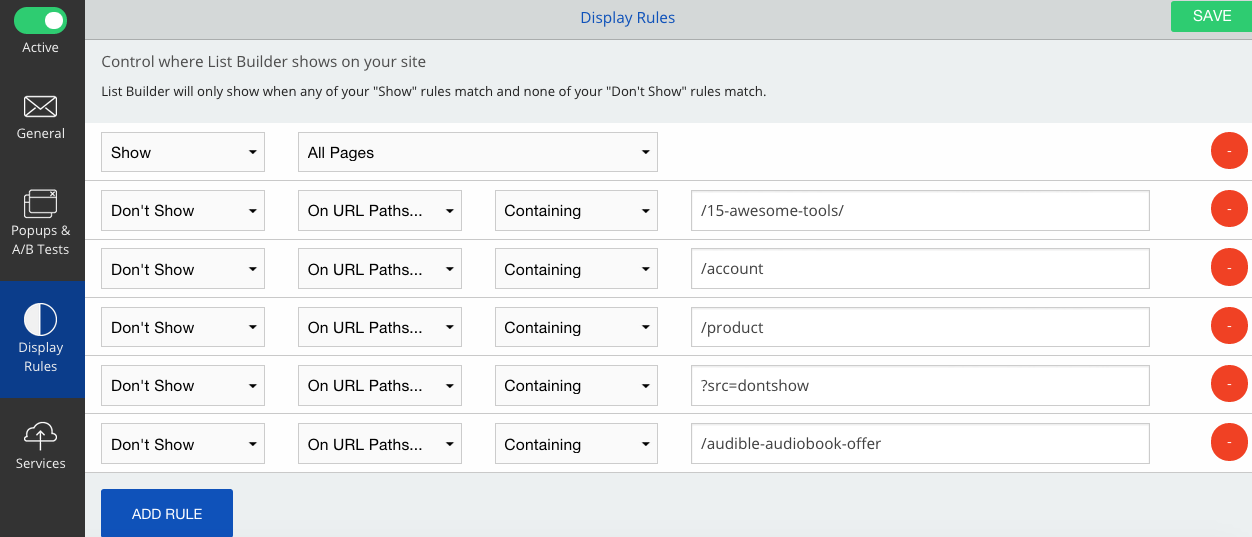 Active
General
Popups &
A/B Tests
Display
Rules
Services
Display Rules
SAVE
Control where List Builder shows on your site
List Builder will only show when any of your "Show" rules match and none of your "Don't Show" rules match.
Show All Pages -
Don't Show On URL Paths... Containing /15-awesome-tools/ -
Don't Show On URL Paths... Containing /account -
Don't Show On URL Paths... Containing /product -
Don't Show On URL Paths... Containing ?src=dontshow -
Don't Show On URL Paths... Containing /audible-audiobook-offer -
ADD RULE